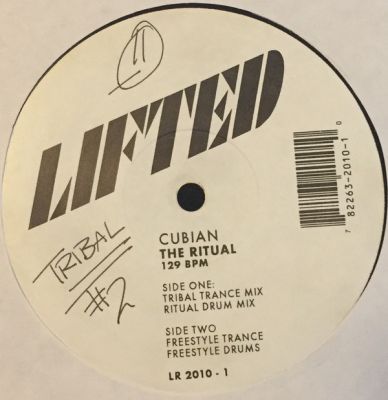 11
LIFTED
TRIBAL
#2
CUBIAN
THE RITUAL
129 BPM
SIDE ONE:
TRIBAL TRANCE MIX
RITUAL DRUM MIX
SIDE TWO
FREESTYLE TRANCE
FREESTYLE DRUMS
LR 2010 - 1
7 82263-2010-1 0